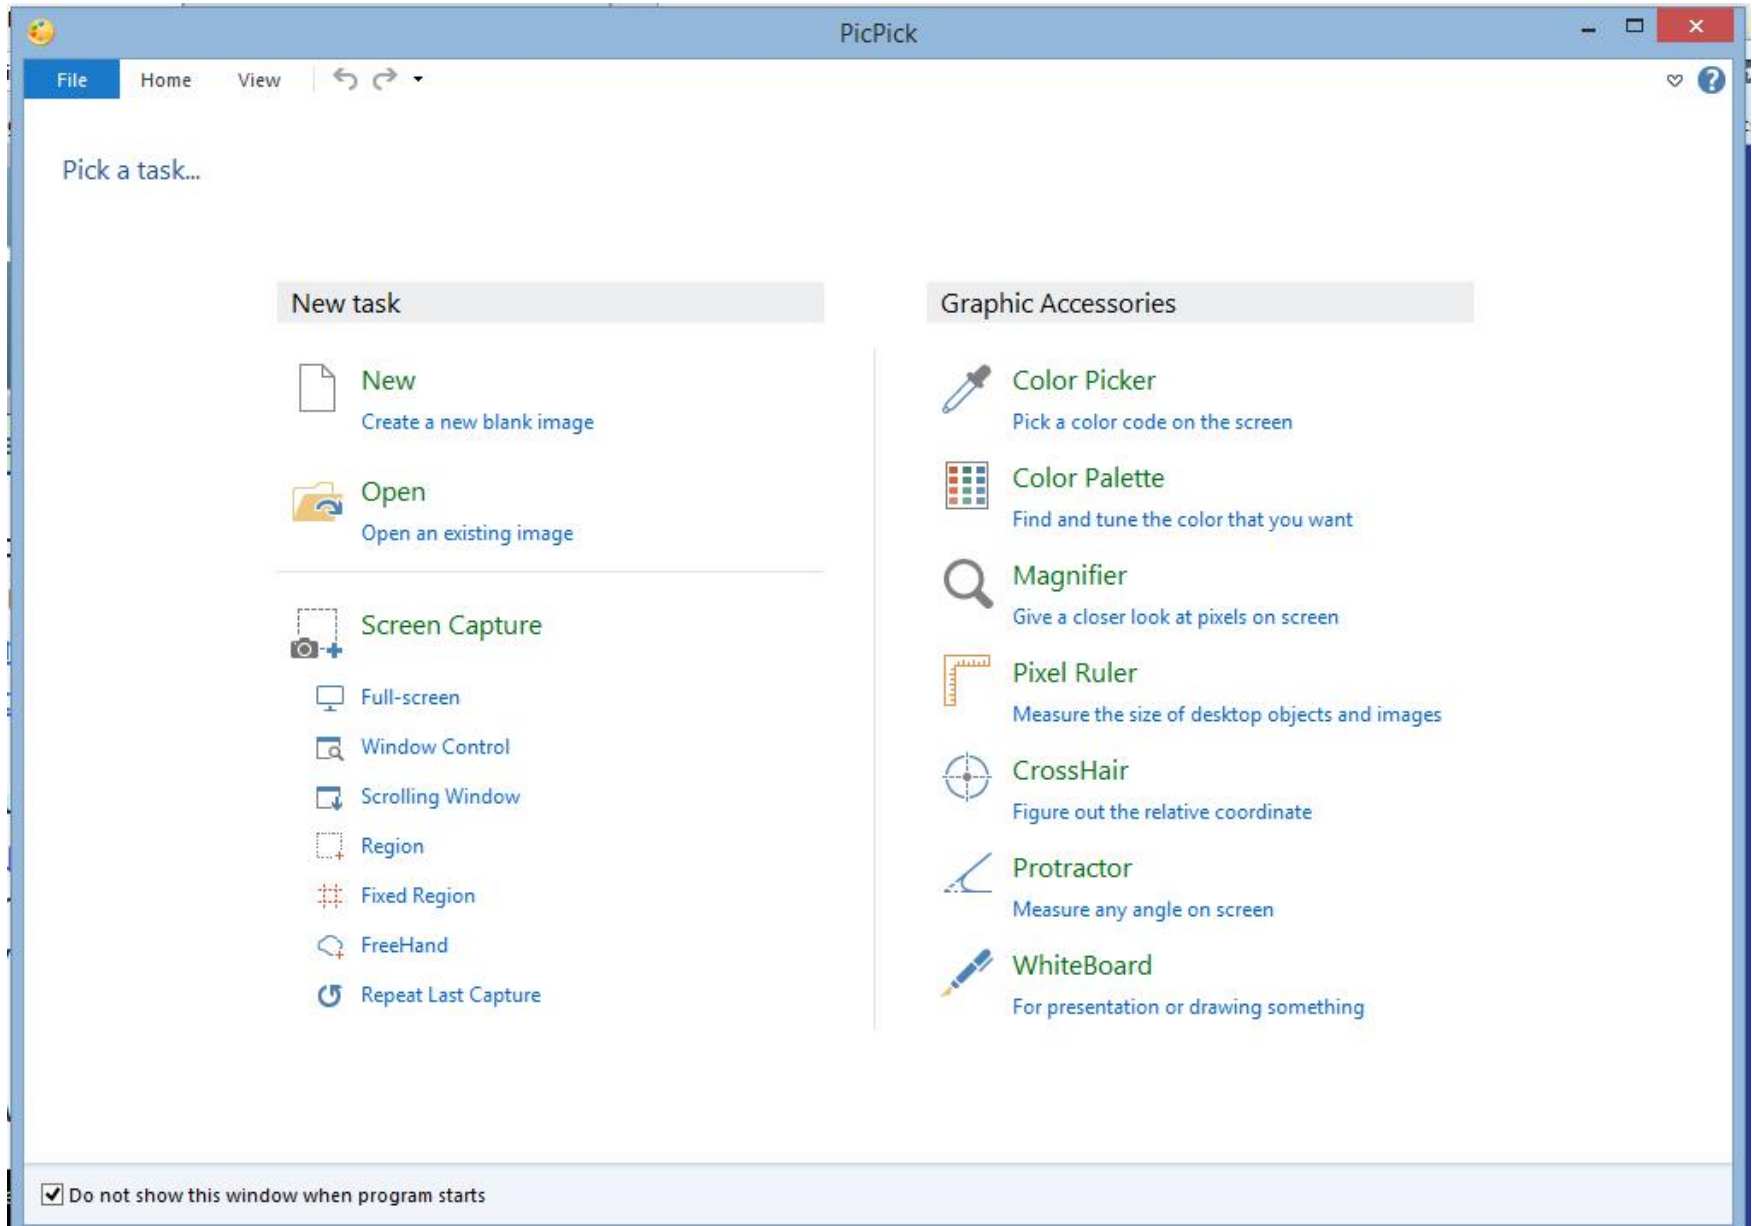 PicPick
File Home View
Pick a task...
New task
New
Create a new blank image
Open
Open an existing image
Screen Capture
Full-screen
Window Control
Scrolling Window
Region
Fixed Region
FreeHand
Repeat Last Capture
Graphic Accessories
Color Picker
Pick a color code on the screen
Color Palette
Find and tune the color that you want
Magnifier
Give a closer look at pixels on screen
Pixel Ruler
Measure the size of desktop objects and images
CrossHair
Figure out the relative coordinate
Protractor
Measure any angle on screen
WhiteBoard
For presentation or drawing something
Do not show this window when program starts